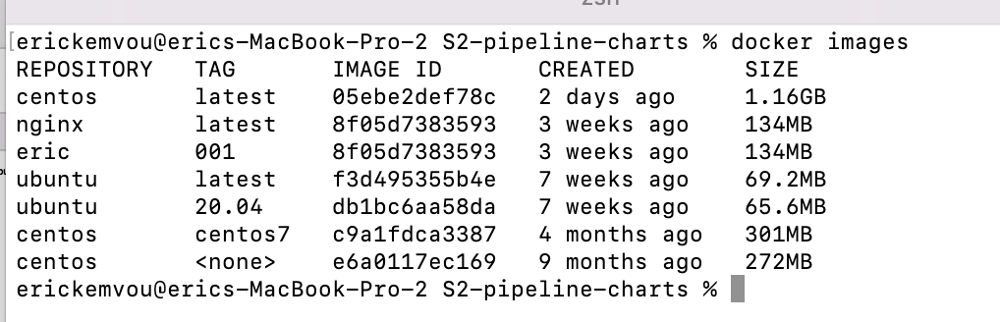 zsh
[erickemvou@erics-MacBook-Pro-2 S2-pipeline-charts % docker images
REPOSITORY   TAG       IMAGE ID       CREATED        SIZE
centos       latest    05ebe2def78c   2 days ago     1.16GB
nginx        latest    8f05d7383593   3 weeks ago    134MB
eric         001       8f05d7383593   3 weeks ago    134MB
ubuntu       latest    f3d495355b4e   7 weeks ago    69.2MB
ubuntu       20.04     db1bc6aa58da   7 weeks ago    65.6MB
centos       centos7   c9a1fdca3387   4 months ago   301MB
centos       <none>    e6a0117ec169   9 months ago   272MB
erickemvou@erics-MacBook-Pro-2 S2-pipeline-charts %